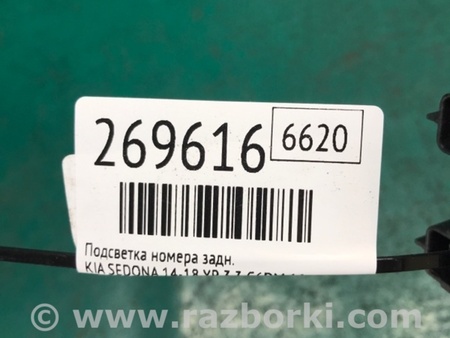 269616 6620
Подсветка номера задн.
KIA SEDONA 14-18 YP 3.3
© www.razborki.com